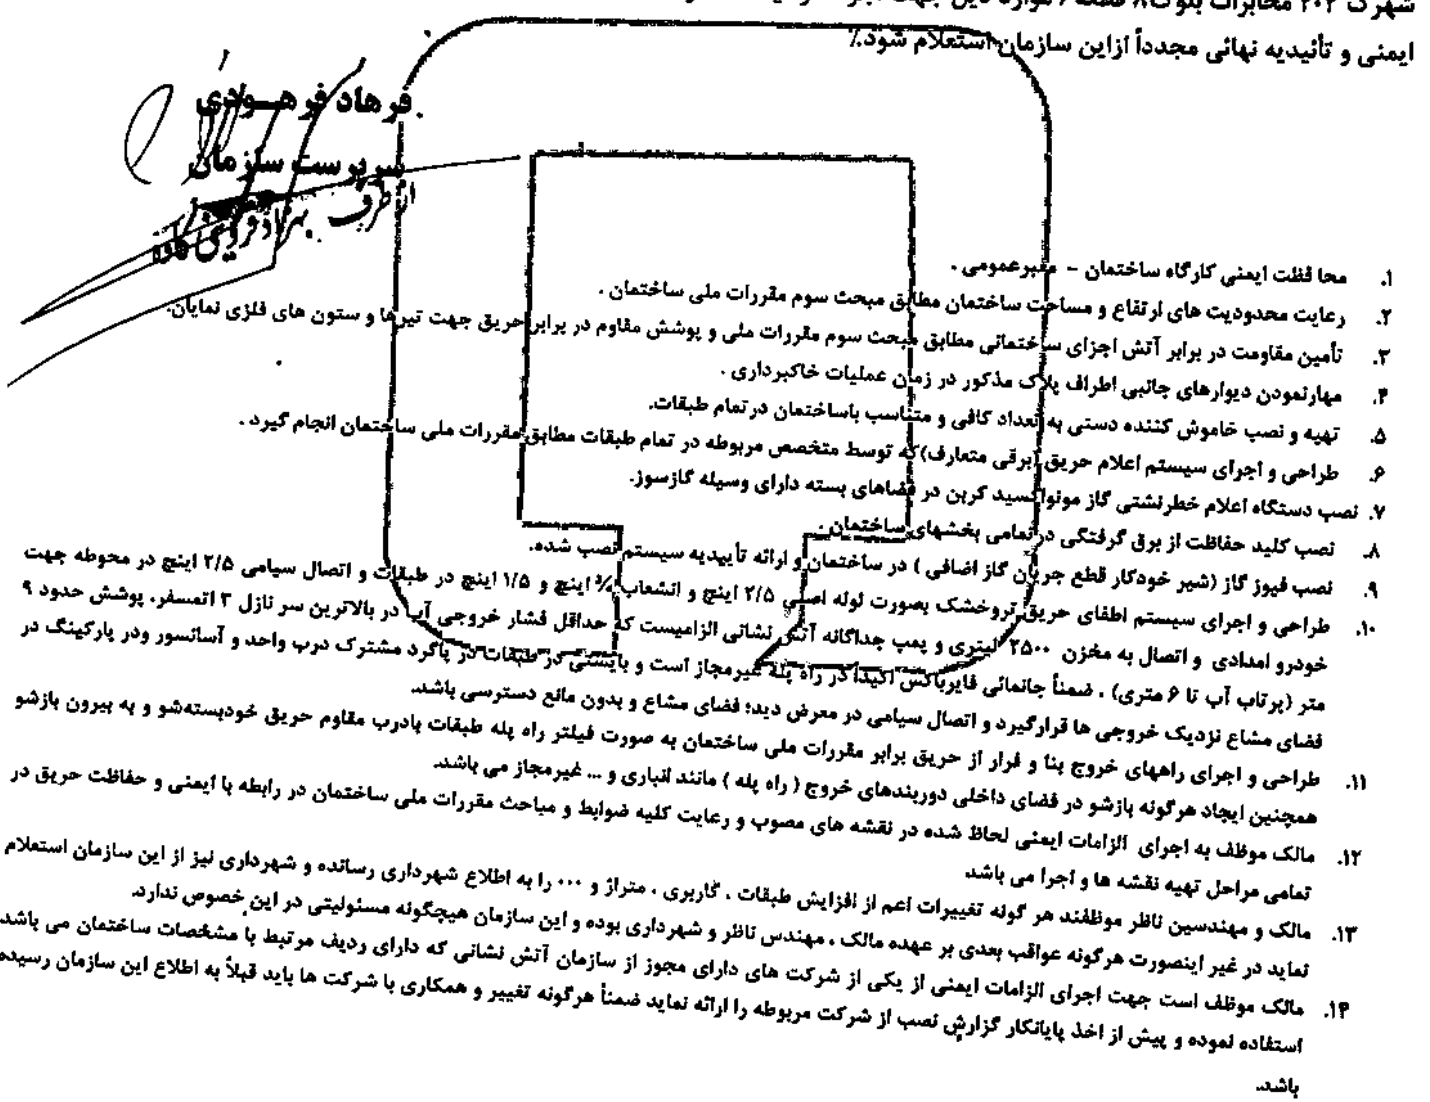 شهرک ۲۰۲ مخابرات بلوک۸ قطعه
ایمنی و تأئیدیه نهائی مجدداً ازاین سازمان استعلام شود./
فرهاد فرهـودی
سرپرست سازمان
از طرف
۱. محا فظت ایمنی کارگاه ساختمان – معبرعمومی .
۲. رعایت محدودیت های ارتفاع و مساحت ساختمان مطابق مبحث سوم مقررات ملی ساختمان .
۳. تأمین مقاومت در برابر آتش اجزای ساختمانی مطابق مبحث سوم مقررات ملی و پوشش مقاوم در برابر حریق جهت تیرها و ستون های فلزی نمایان.
۴. مهارنمودن دیوارهای جانبی اطراف پلاک مذکور در زمان عملیات خاکبرداری .
۵. تهیه و نصب خاموش کننده دستی به تعداد کافی و متناسب باساختمان درتمام طبقات.
۶. طراحی و اجرای سیستم اعلام حریق (برقی متعارف)که توسط متخصص مربوطه در تمام طبقات مطابق مقررات ملی ساختمان انجام گیرد .
۷. نصب دستگاه اعلام خطرنشتی گاز مونواکسید کربن در فضاهای بسته دارای وسیله گازسوز.
۸. نصب کلید حفاظت از برق گرفتگی درتمامی بخشهای ساختمان .
۹. نصب فیوز گاز (شیر خودکار قطع جریان گاز اضافی ) در ساختمان و ارائه تأییدیه سیستم نصب شده.
۱۰. طراحی و اجرای سیستم اطفای حریق تروخشک بصورت لوله اصلی ۲/۵ اینچ و انشعاب ¾ اینچ و ۱/۵ اینچ در طبقات و اتصال سیامی ۲/۵ اینچ در محوطه جهت
خودرو امدادی و اتصال به مخزن ۲۵۰۰ لیتری و پمپ جداگانه آتش نشانی الزامیست که حداقل فشار خروجی آب در بالاترین سر نازل ۳ اتمسفر، پوشش حدود ۹
متر (پرتاب آب تا ۶ متری) . ضمناً جانمائی فایرباکس اکیداً در راه پله غیرمجاز است و بایستی در طبقات در پاگرد مشترک درب واحد و آسانسور ودر پارکینگ در
فضای مشاع نزدیک خروجی ها قرارگیرد و اتصال سیامی در معرض دید؛ فضای مشاع و بدون مانع دسترسی باشد.
۱۱. طراحی و اجرای راههای خروج بنا و فرار از حریق برابر مقررات ملی ساختمان به صورت فیلتر راه پله طبقات بادرب مقاوم حریق خودبسته‌شو و به بیرون بازشو
همچنین ایجاد هرگونه بازشو در فضای داخلی دوربندهای خروج ( راه پله ) مانند انباری و ... غیرمجاز می باشد.
۱۲. مالک موظف به اجرای الزامات ایمنی لحاظ شده در نقشه های مصوب و رعایت کلیه ضوابط و مباحث مقررات ملی ساختمان در رابطه با ایمنی و حفاظت حریق در
تمامی مراحل تهیه نقشه ها و اجرا می باشد
۱۳. مالک و مهندسین ناظر موظفند هر گونه تغییرات اعم از افزایش طبقات ، کاربری ، متراژ و ... را به اطلاع شهرداری رسانده و شهرداری نیز از این سازمان استعلام
نماید در غیر اینصورت هرگونه عواقب بعدی بر عهده مالک ، مهندس ناظر و شهرداری بوده و این سازمان هیچگونه مسئولیتی در این خصوص ندارد.
۱۴. مالک موظف است جهت اجرای الزامات ایمنی از یکی از شرکت های دارای مجوز از سازمان آتش نشانی که دارای ردیف مرتبط با مشخصات ساختمان می باشد
استفاده نموده و پیش از اخذ پایانکار گزارش نصب از شرکت مربوطه را ارائه نماید ضمناً هرگونه تغییر و همکاری با شرکت ها باید قبلاً به اطلاع این سازمان رسیده
باشد.